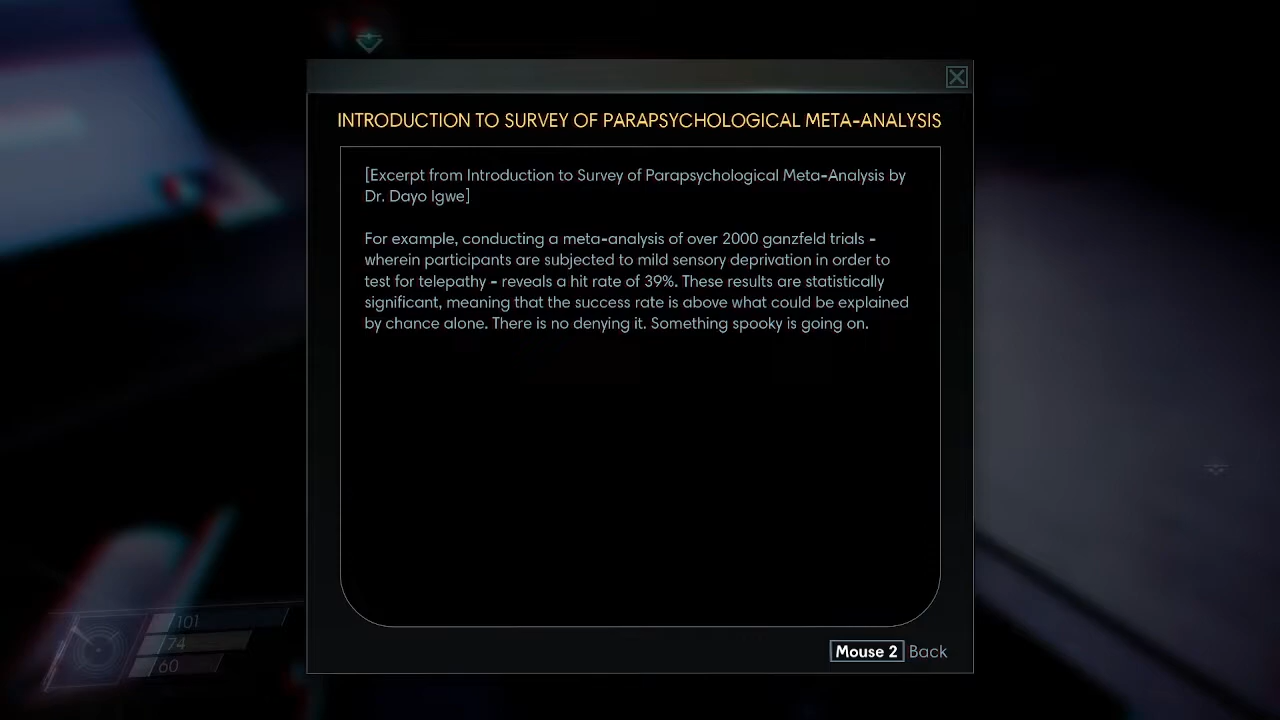 INTRODUCTION TO SURVEY OF PARAPSYCHOLOGICAL META-ANALYSIS
[Excerpt from Introduction to Survey of Parapsychological Meta-Analysis by
Dr. Dayo Igwe]
For example, conducting a meta-analysis of over 2000 ganzfeld trials -
wherein participants are subjected to mild sensory deprivation in order to
test for telepathy - reveals a hit rate of 39%. These results are statistically
significant, meaning that the success rate is above what could be explained
by chance alone. There is no denying it. Something spooky is going on.
101
74
60
Mouse 2 Back